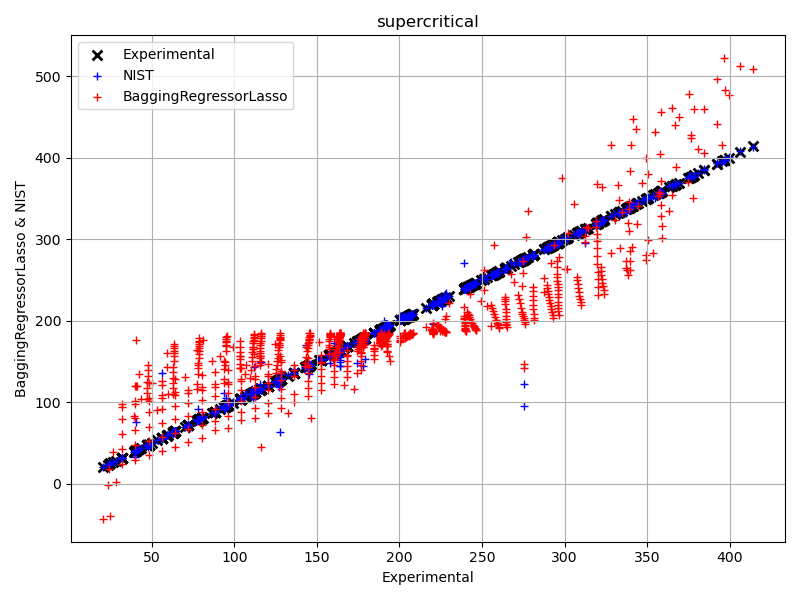 supercritical
Experimental
NIST
BaggingRegressorLasso
BaggingRegressorLasso & NIST
500
400
300
200
100
0
50
100
150
200
250
300
350
400
Experimental